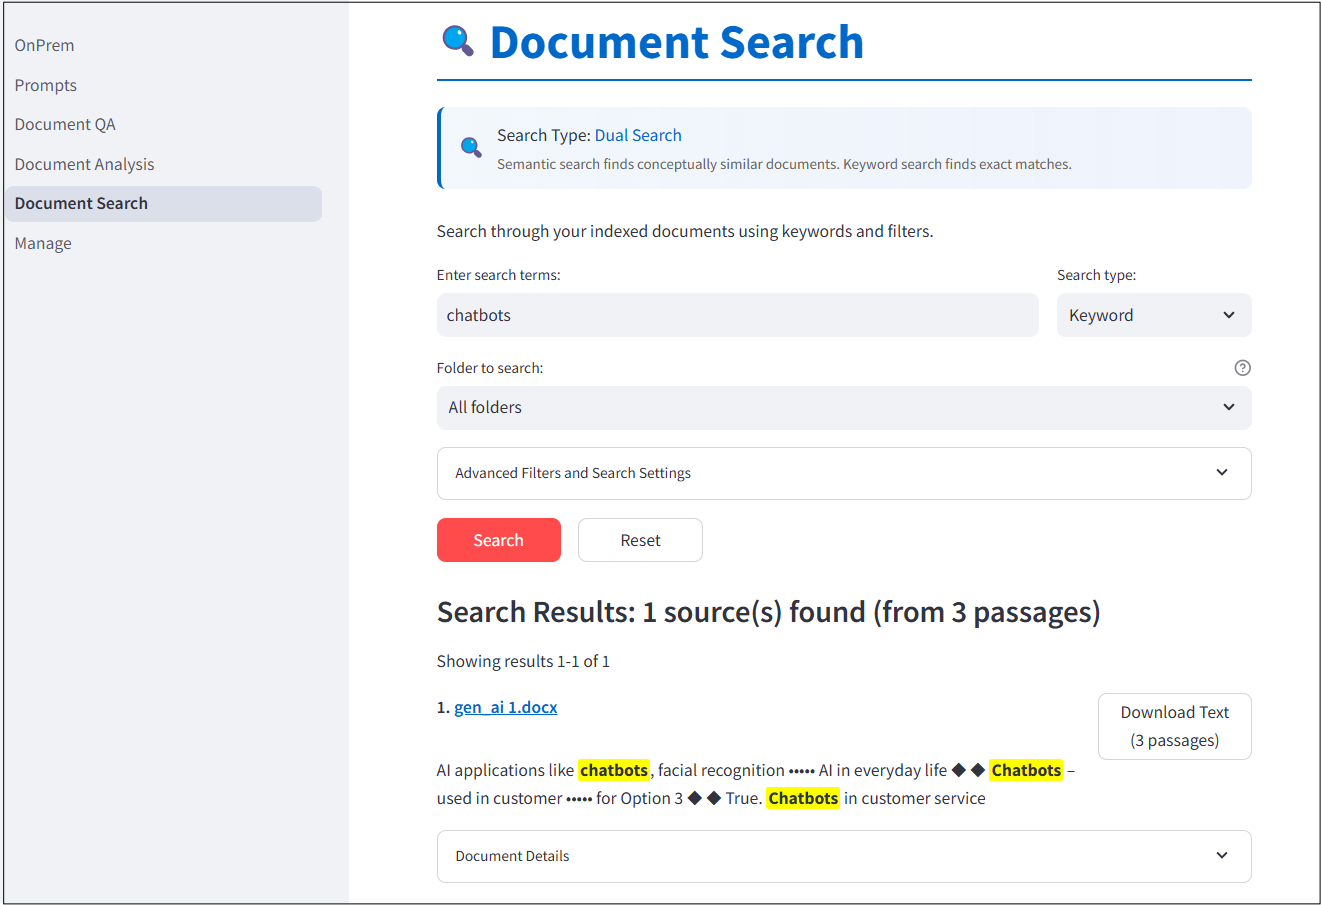 OnPrem
Prompts
Document QA
Document Analysis
Document Search
Manage
Document Search
Search Type: Dual Search
Semantic search finds conceptually similar documents. Keyword search finds exact matches.
Search through your indexed documents using keywords and filters.
Enter search terms:
Search type:
chatbots
Keyword
Folder to search:
All folders
Advanced Filters and Search Settings
Search
Reset
Search Results: 1 source(s) found (from 3 passages)
Showing results 1-1 of 1
1. gen_ai 1.docx
Download Text
(3 passages)
AI applications like chatbots, facial recognition ••••• AI in everyday life ◆ ◆ Chatbots –
used in customer ••••• for Option 3 ◆ ◆ True. Chatbots in customer service
Document Details